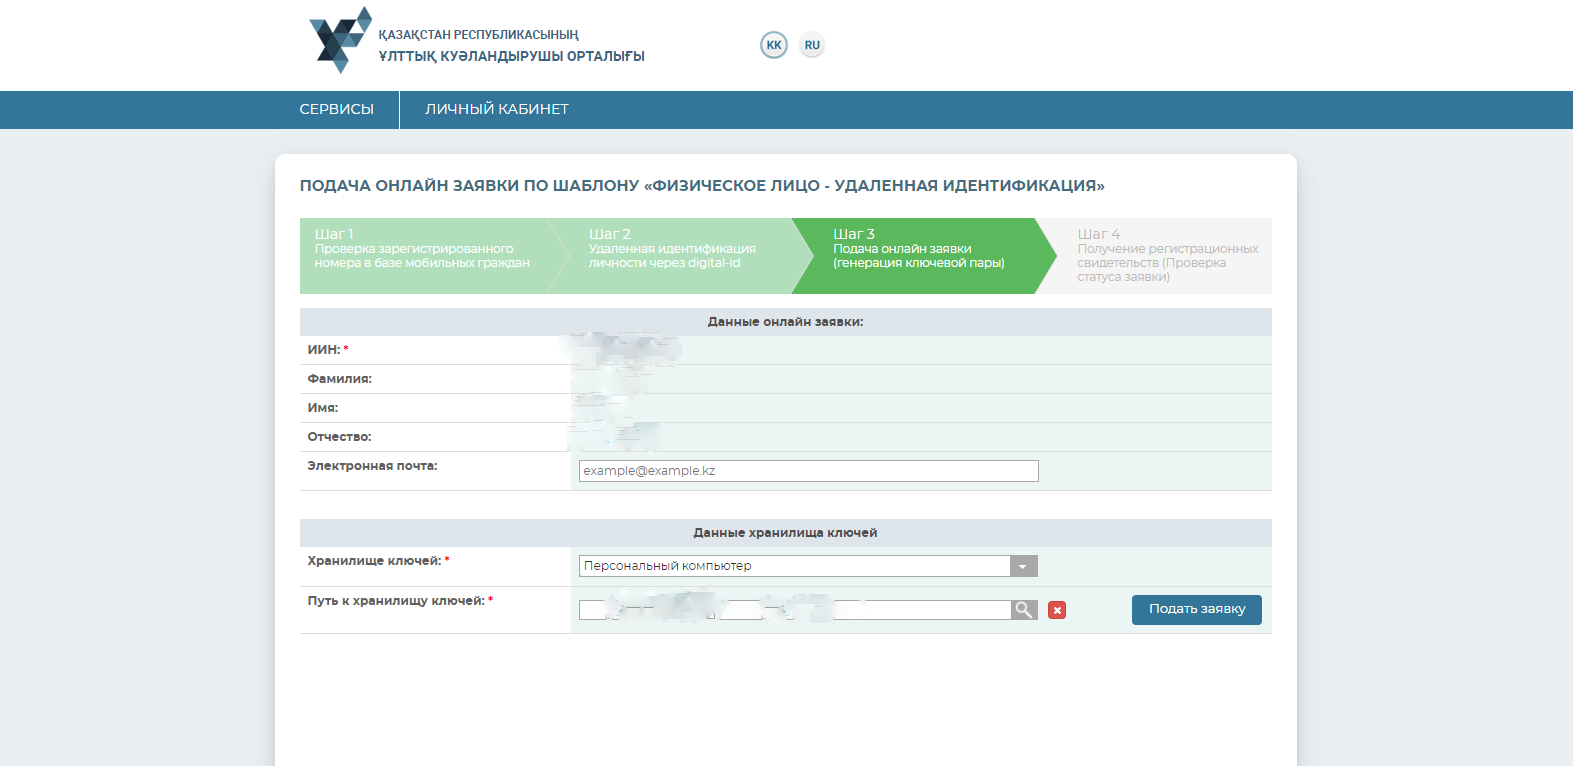 ҚАЗАҚСТАН РЕСПУБЛИКАСЫНЫҢ
ҰЛТТЫҚ КУӘЛАНДЫРУШЫ ОРТАЛЫҒЫ
KK RU
СЕРВИСЫ ЛИЧНЫЙ КАБИНЕТ
ПОДАЧА ОНЛАЙН ЗАЯВКИ ПО ШАБЛОНУ «ФИЗИЧЕСКОЕ ЛИЦО - УДАЛЕННАЯ ИДЕНТИФИКАЦИЯ»
Шаг 1
Проверка зарегистрированного
номера в базе мобильных граждан
Шаг 2
Удаленная идентификация
личности через digital-id
Шаг 3
Подача онлайн заявки
(генерация ключевой пары)
Шаг 4
Получение регистрационных
свидетельств (Проверка
статуса заявки)
Данные онлайн заявки:
ИИН: *
Фамилия:
Имя:
Отчество:
Электронная почта: example@example.kz
Данные хранилища ключей
Хранилище ключей: * Персональный компьютер
Путь к хранилищу ключей: * Подать заявку